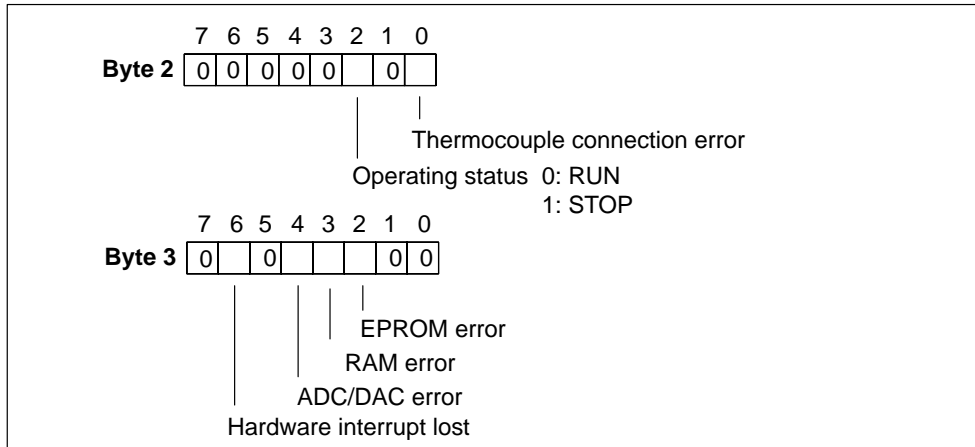 7 6 5 4 3 2 1 0
Byte 2 0 0 0 0 0 0
Thermocouple connection error
Operating status 0: RUN
1: STOP
7 6 5 4 3 2 1 0
Byte 3 0 0 0 0
EPROM error
RAM error
ADC/DAC error
Hardware interrupt lost